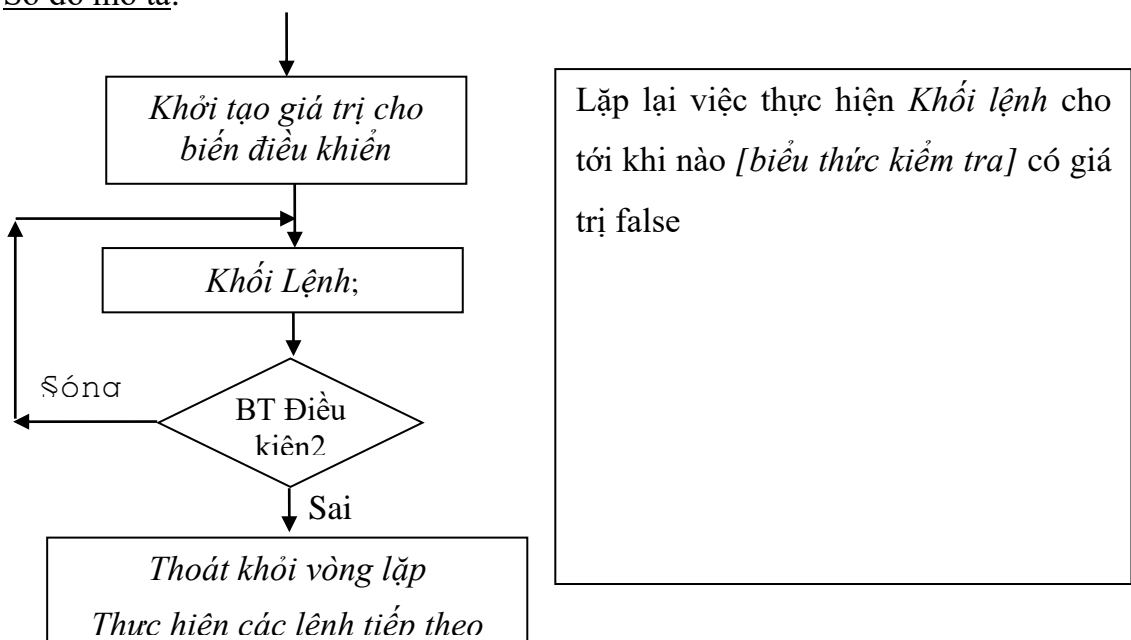 Sơ đồ mô tả:
Khởi tạo giá trị cho
biến điều khiển
Khối Lệnh;
§óng
BT Điều
kiện2
Sai
Thoát khỏi vòng lặp
Thực hiện các lệnh tiếp theo
Lặp lại việc thực hiện Khối lệnh cho
tới khi nào [biểu thức kiểm tra] có giá
trị false